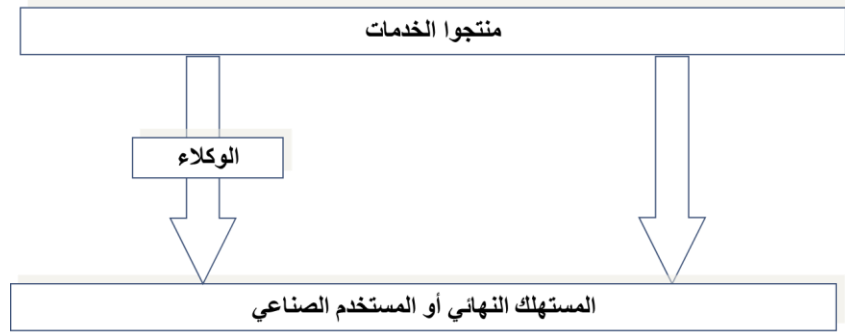 منتجوا الخدمات
الوكلاء
المستهلك النهائي أو المستخدم الصناعي